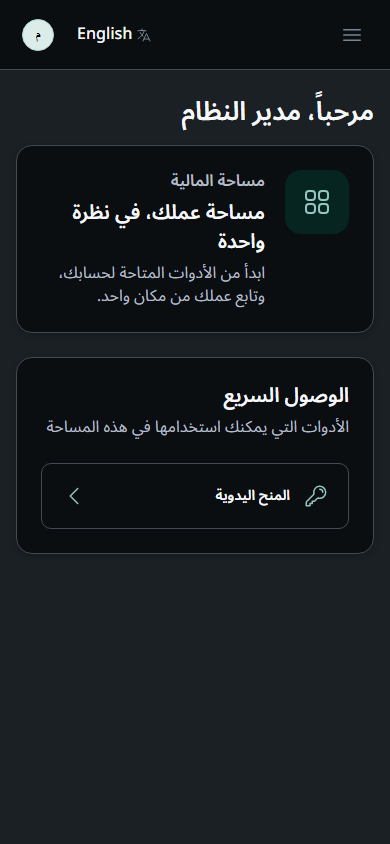 English
م
مرحباً، مدير النظام
مساحة المالية
مساحة عملك، في نظرة
واحدة
ابدأ من الأدوات المتاحة لحسابك،
وتابع عملك من مكان واحد.
الوصول السريع
الأدوات التي يمكنك استخدامها في هذه المساحة
المنح اليدوية